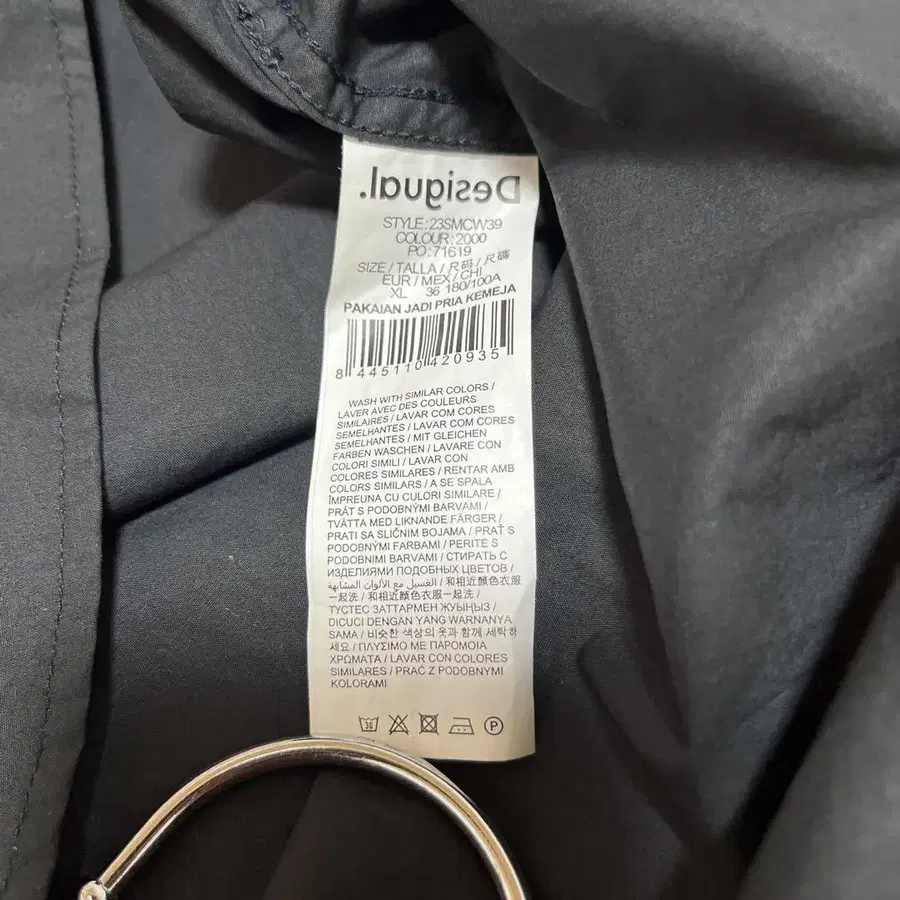 Desigual.
STYLE:23SMCW39
COLOUR:2000
PO:71619
SIZE / TALLA / 尺码 / 尺碼
EUR / MEX / CHI
XL 36 180/100A
PAKAIAN JADI PRIA KEMEJA
8 445110 420935
WASH WITH SIMILAR COLORS /
LAVER AVEC DES COULEURS
SIMILAIRES / LAVAR COM CORES
SEMELHANTES / LAVAR COM CORES
SEMELHANTES / MIT GLEICHEN
FARBEN WASCHEN / LAVARE CON
COLORI SIMILI / LAVAR CON
COLORES SIMILARES / RENTAR AMB
COLORS SIMILARS / A SE SPALA
ÎMPREUNA CU CULORI SIMILARE /
PRÁT S PODOBNÝMI BARVAMI /
TVÄTTA MED LIKNANDE FÄRGER /
PRATI SA SLIČNIM BOJAMA / PRAŤ S
PODOBNÝMI FARBAMI / PERITE S
PODOBNIMI BARVAMI / СТИРАТЬ С
ИЗДЕЛИЯМИ ПОДОБНЫХ ЦВЕТОВ /
الغسيل مع الألوان المشابهة / 和相近顏色衣服
一起洗 / 和相近颜色衣服一起洗 /
ТҮСТЕС ЗАТТАРМЕН ЖУЫҢЫЗ /
DICUCI DENGAN YANG WARNANYA
SAMA / 비슷한 색상의 옷과 함께 세탁하
세요 / ΠΛΥΣΙΜΟ ΜΕ ΠΑΡΟΜΟΙΑ
ΧΡΩΜΑΤΑ / LAVAR CON COLORES
SIMILARES / PRAĆ Z PODOBNYMI
KOLORAMI
30
P